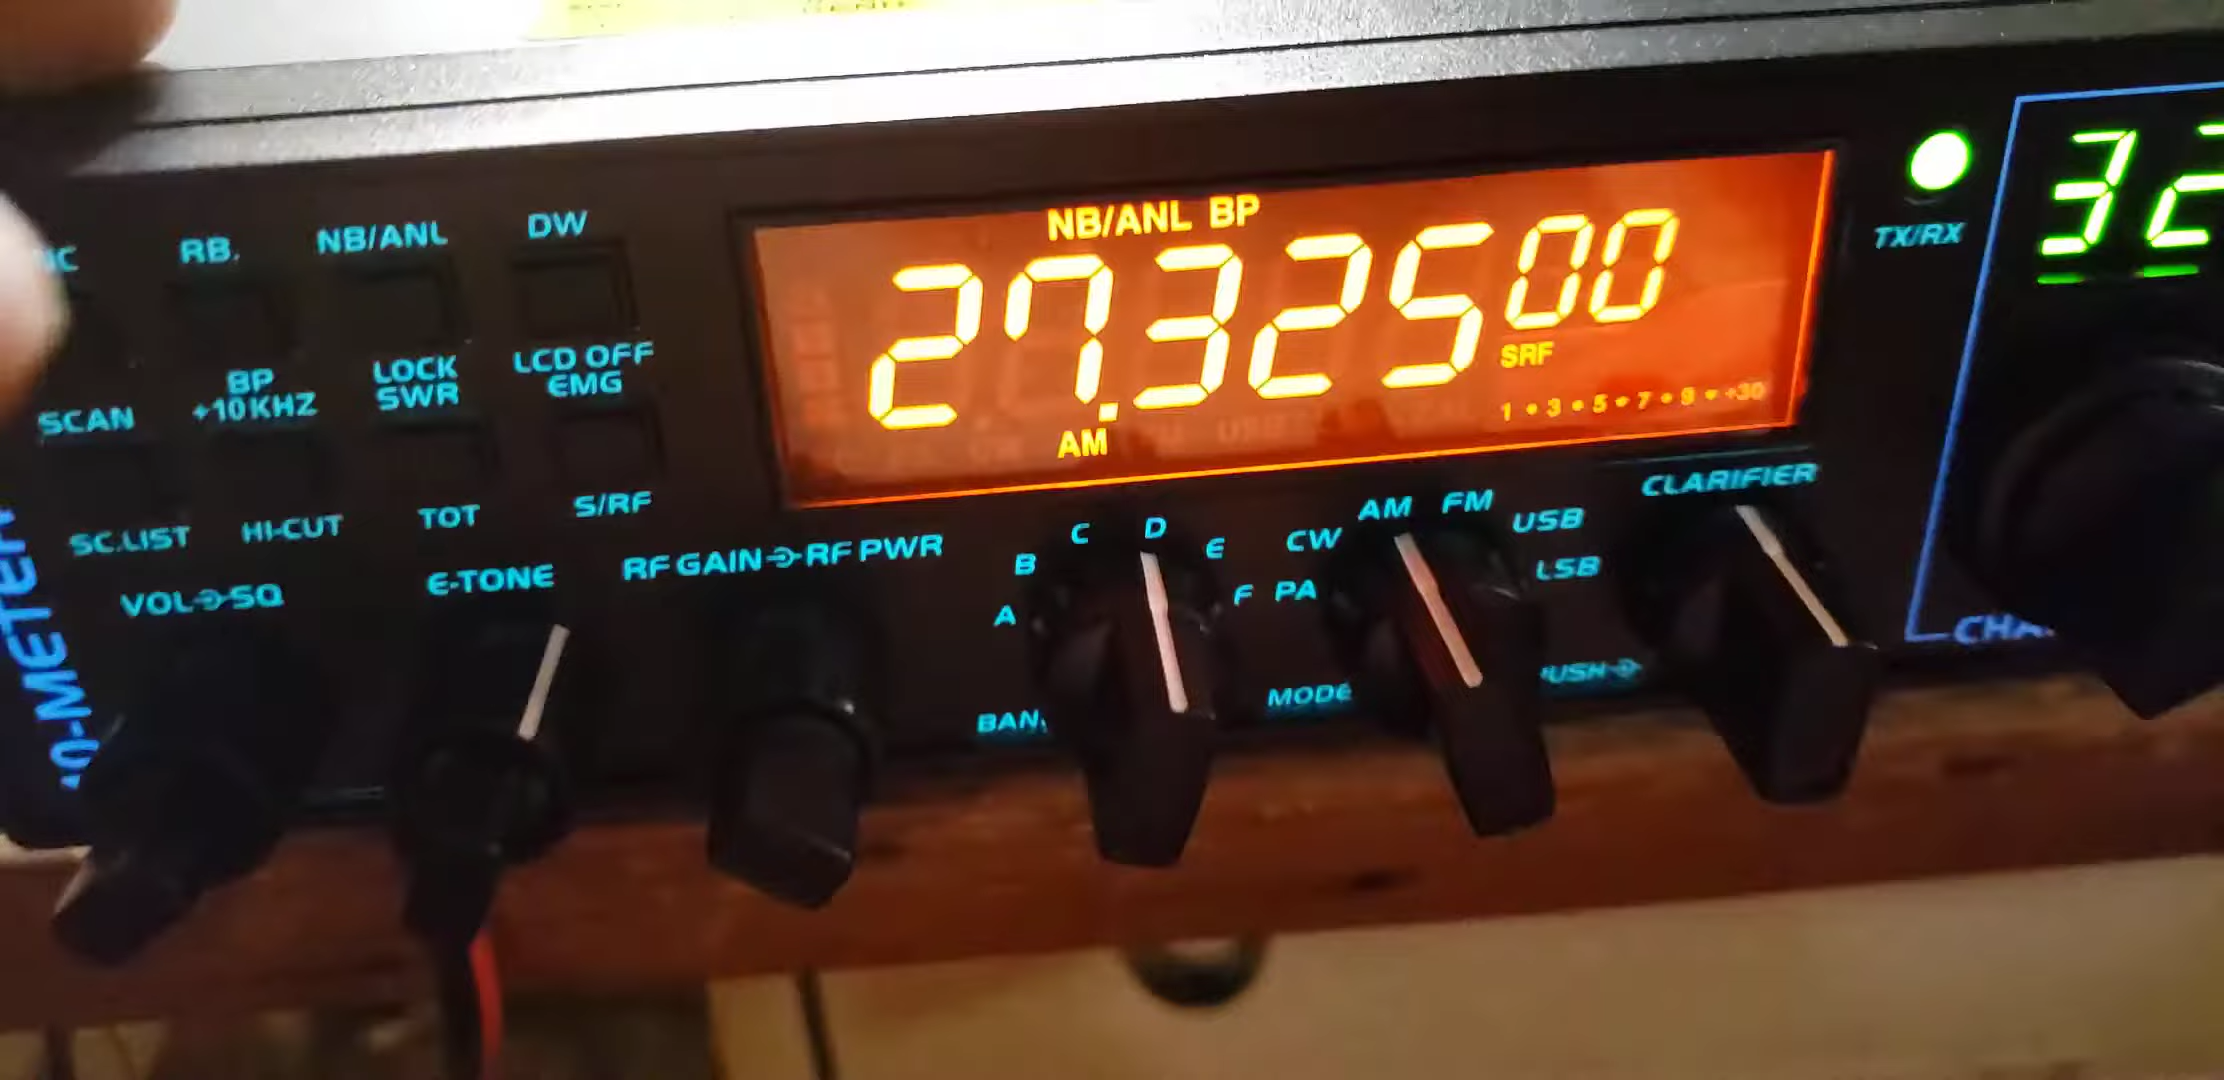 RB.
NB/ANL
DW
SCAN
BP
+10KHZ
LOCK
SWR
LCD OFF
EMG
SC.LIST
HI-CUT
TOT
S/RF
VOL SQ
E-TONE
RF GAIN RF PWR
NB/ANL BP
27.32500
SRF
1 • 3 • 5 • 7 • 9 • +30
AM
A B C D E F
PA CW AM FM USB LSB
MODE
CLARIFIER
TX/RX
32